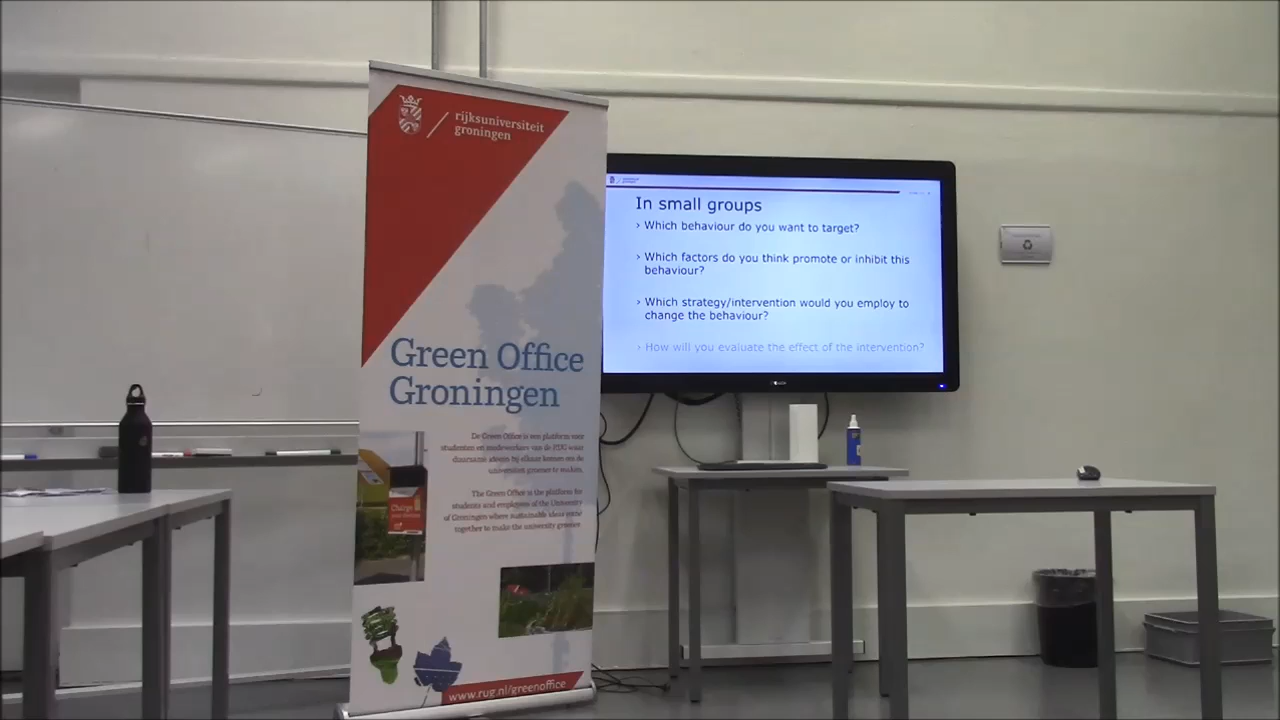 rijksuniversiteit
groningen
Green Office
Groningen
De Green Office is een platform voor
studenten en medewerkers van de RUG waar
duurzame ideeën bij elkaar komen om de
universiteit groener te maken.
The Green Office is the platform for
students and employees of the University
of Groningen where sustainable ideas come
together to make the university greener.
www.rug.nl/greenoffice
In small groups
› Which behaviour do you want to target?
› Which factors do you think promote or inhibit this
behaviour?
› Which strategy/intervention would you employ to
change the behaviour?
› How will you evaluate the effect of the intervention?